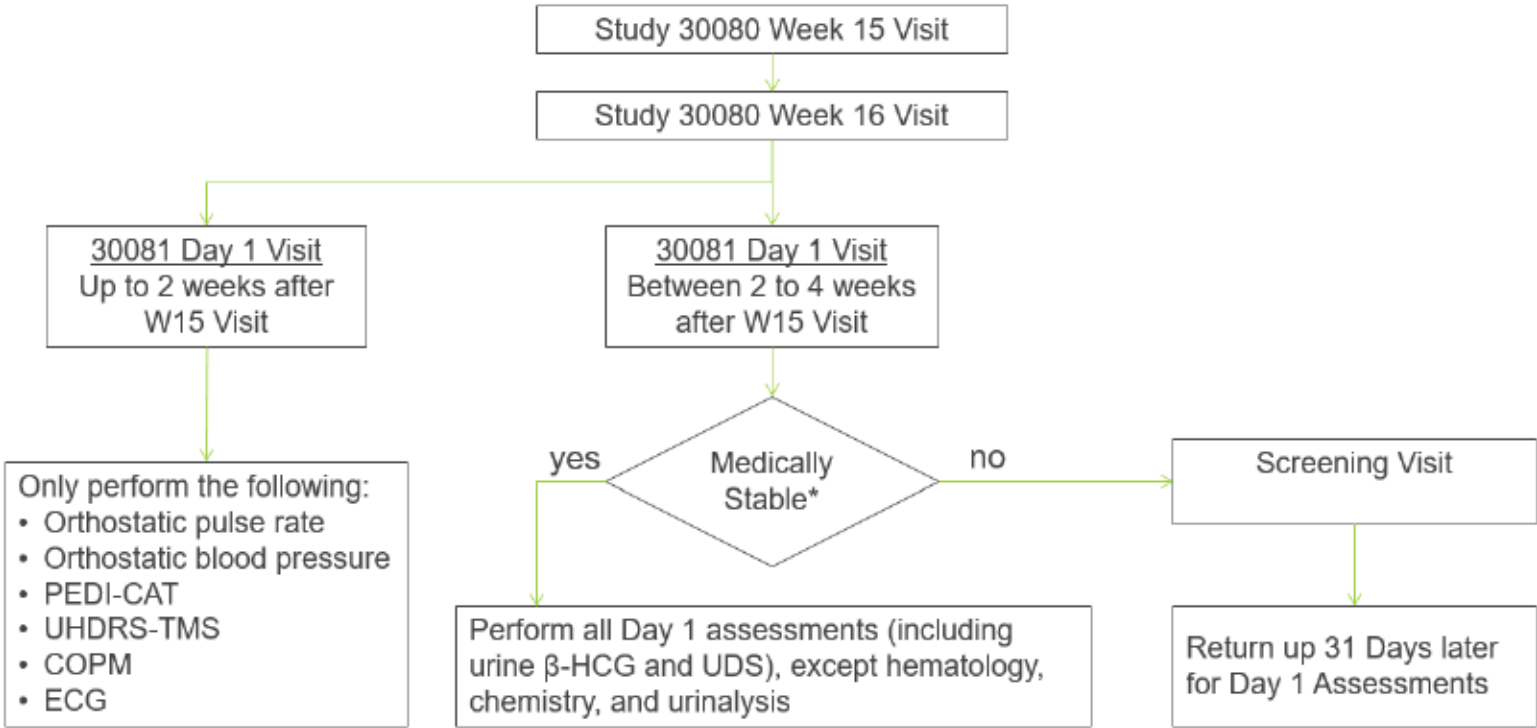 Study 30080 Week 15 Visit
Study 30080 Week 16 Visit
30081 Day 1 Visit
Up to 2 weeks after
W15 Visit
30081 Day 1 Visit
Between 2 to 4 weeks
after W15 Visit
Only perform the following:
• Orthostatic pulse rate
• Orthostatic blood pressure
• PEDI-CAT
• UHDRS-TMS
• COPM
• ECG
yes
Medically
Stable*
no
Screening Visit
Perform all Day 1 assessments (including
urine β-HCG and UDS), except hematology,
chemistry, and urinalysis
Return up 31 Days later
for Day 1 Assessments